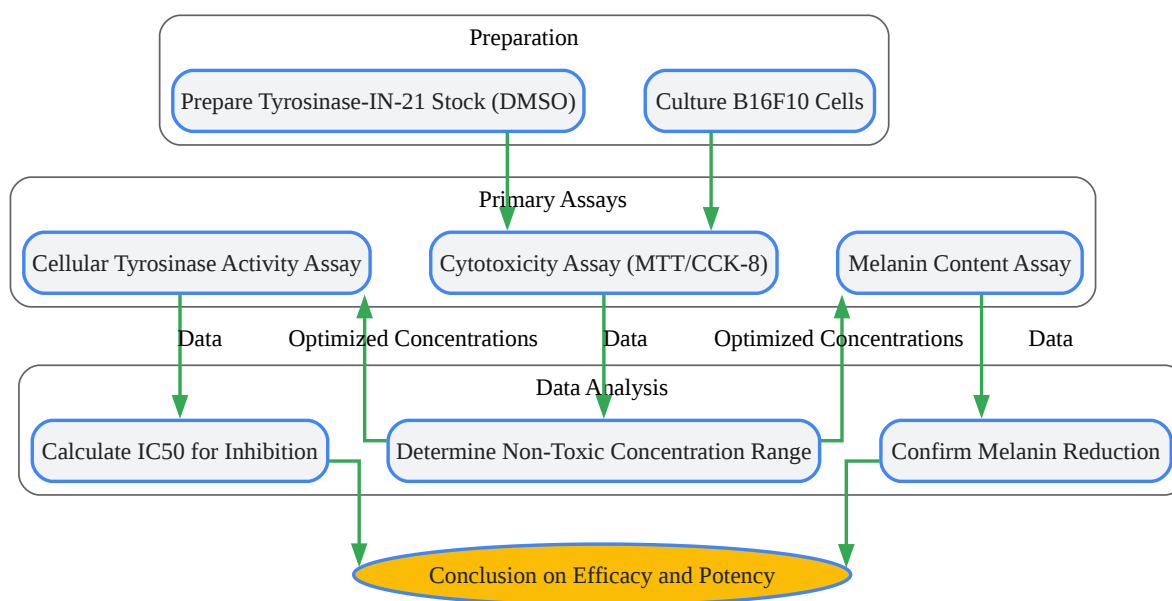 Preparation
Prepare Tyrosinase-IN-21 Stock (DMSO)
Culture B16F10 Cells
Primary Assays
Cellular Tyrosinase Activity Assay
Cytotoxicity Assay (MTT/CCK-8)
Melanin Content Assay
Data
Optimized Concentrations
Data
Optimized Concentrations
Data
Data Analysis
Calculate IC50 for Inhibition
Determine Non-Toxic Concentration Range
Confirm Melanin Reduction
Conclusion on Efficacy and Potency